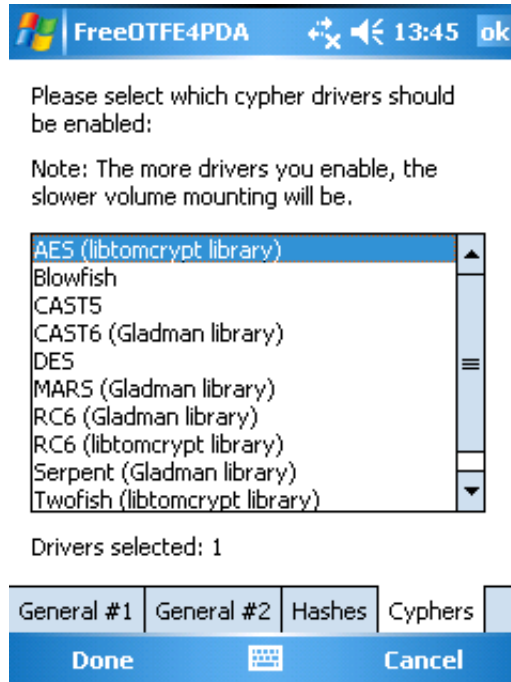 FreeOTFE4PDA 13:45 ok
Please select which cypher drivers should
be enabled:
Note: The more drivers you enable, the
slower volume mounting will be.
AES (libtomcrypt library)
Blowfish
CAST5
CAST6 (Gladman library)
DES
MARS (Gladman library)
RC6 (Gladman library)
RC6 (libtomcrypt library)
Serpent (Gladman library)
Twofish (libtomcrypt library)
Drivers selected: 1
General #1 General #2 Hashes Cyphers
Done Cancel